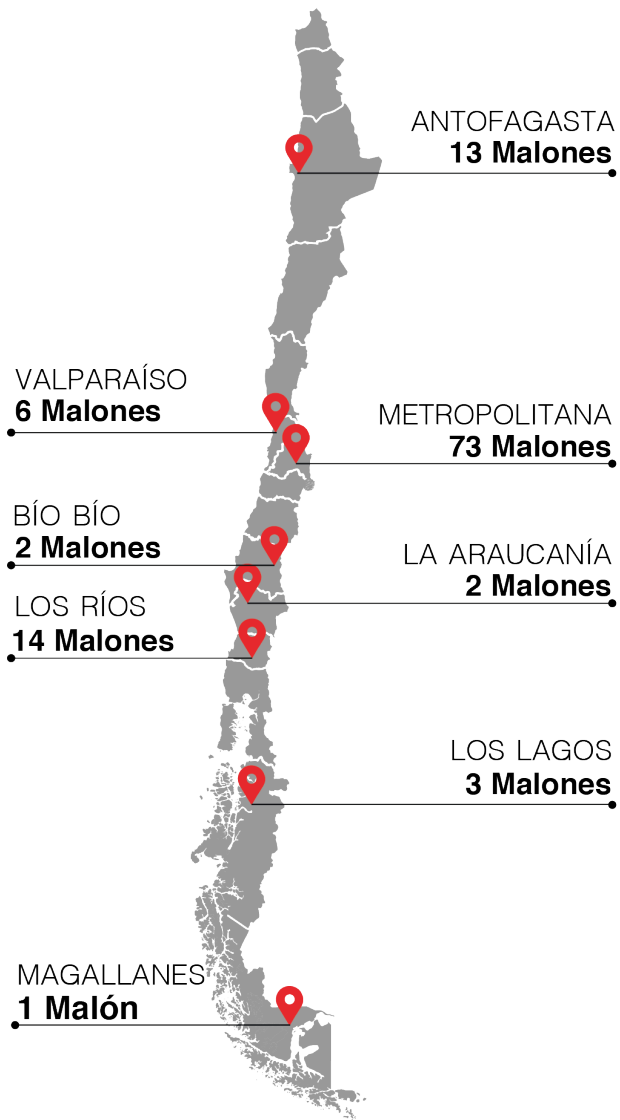 ANTOFAGASTA
13 Malones
VALPARAÍSO
6 Malones
METROPOLITANA
73 Malones
BÍO BÍO
2 Malones
LA ARAUCANÍA
2 Malones
LOS RÍOS
14 Malones
LOS LAGOS
3 Malones
MAGALLANES
1 Malón